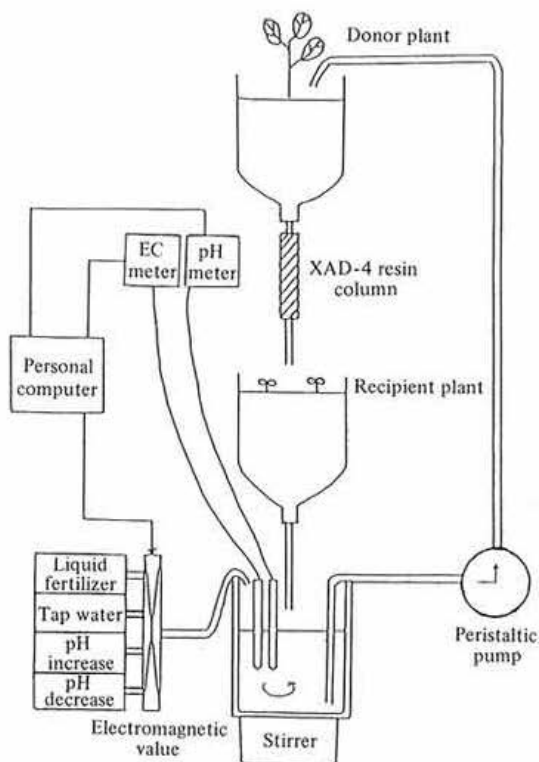 Donor plant
EC
meter
pH
meter
XAD-4 resin
column
Personal
computer
Recipient plant
Liquid
fertilizer
Tap water
pH
increase
pH
decrease
Electromagnetic
value
Stirrer
Peristaltic
pump